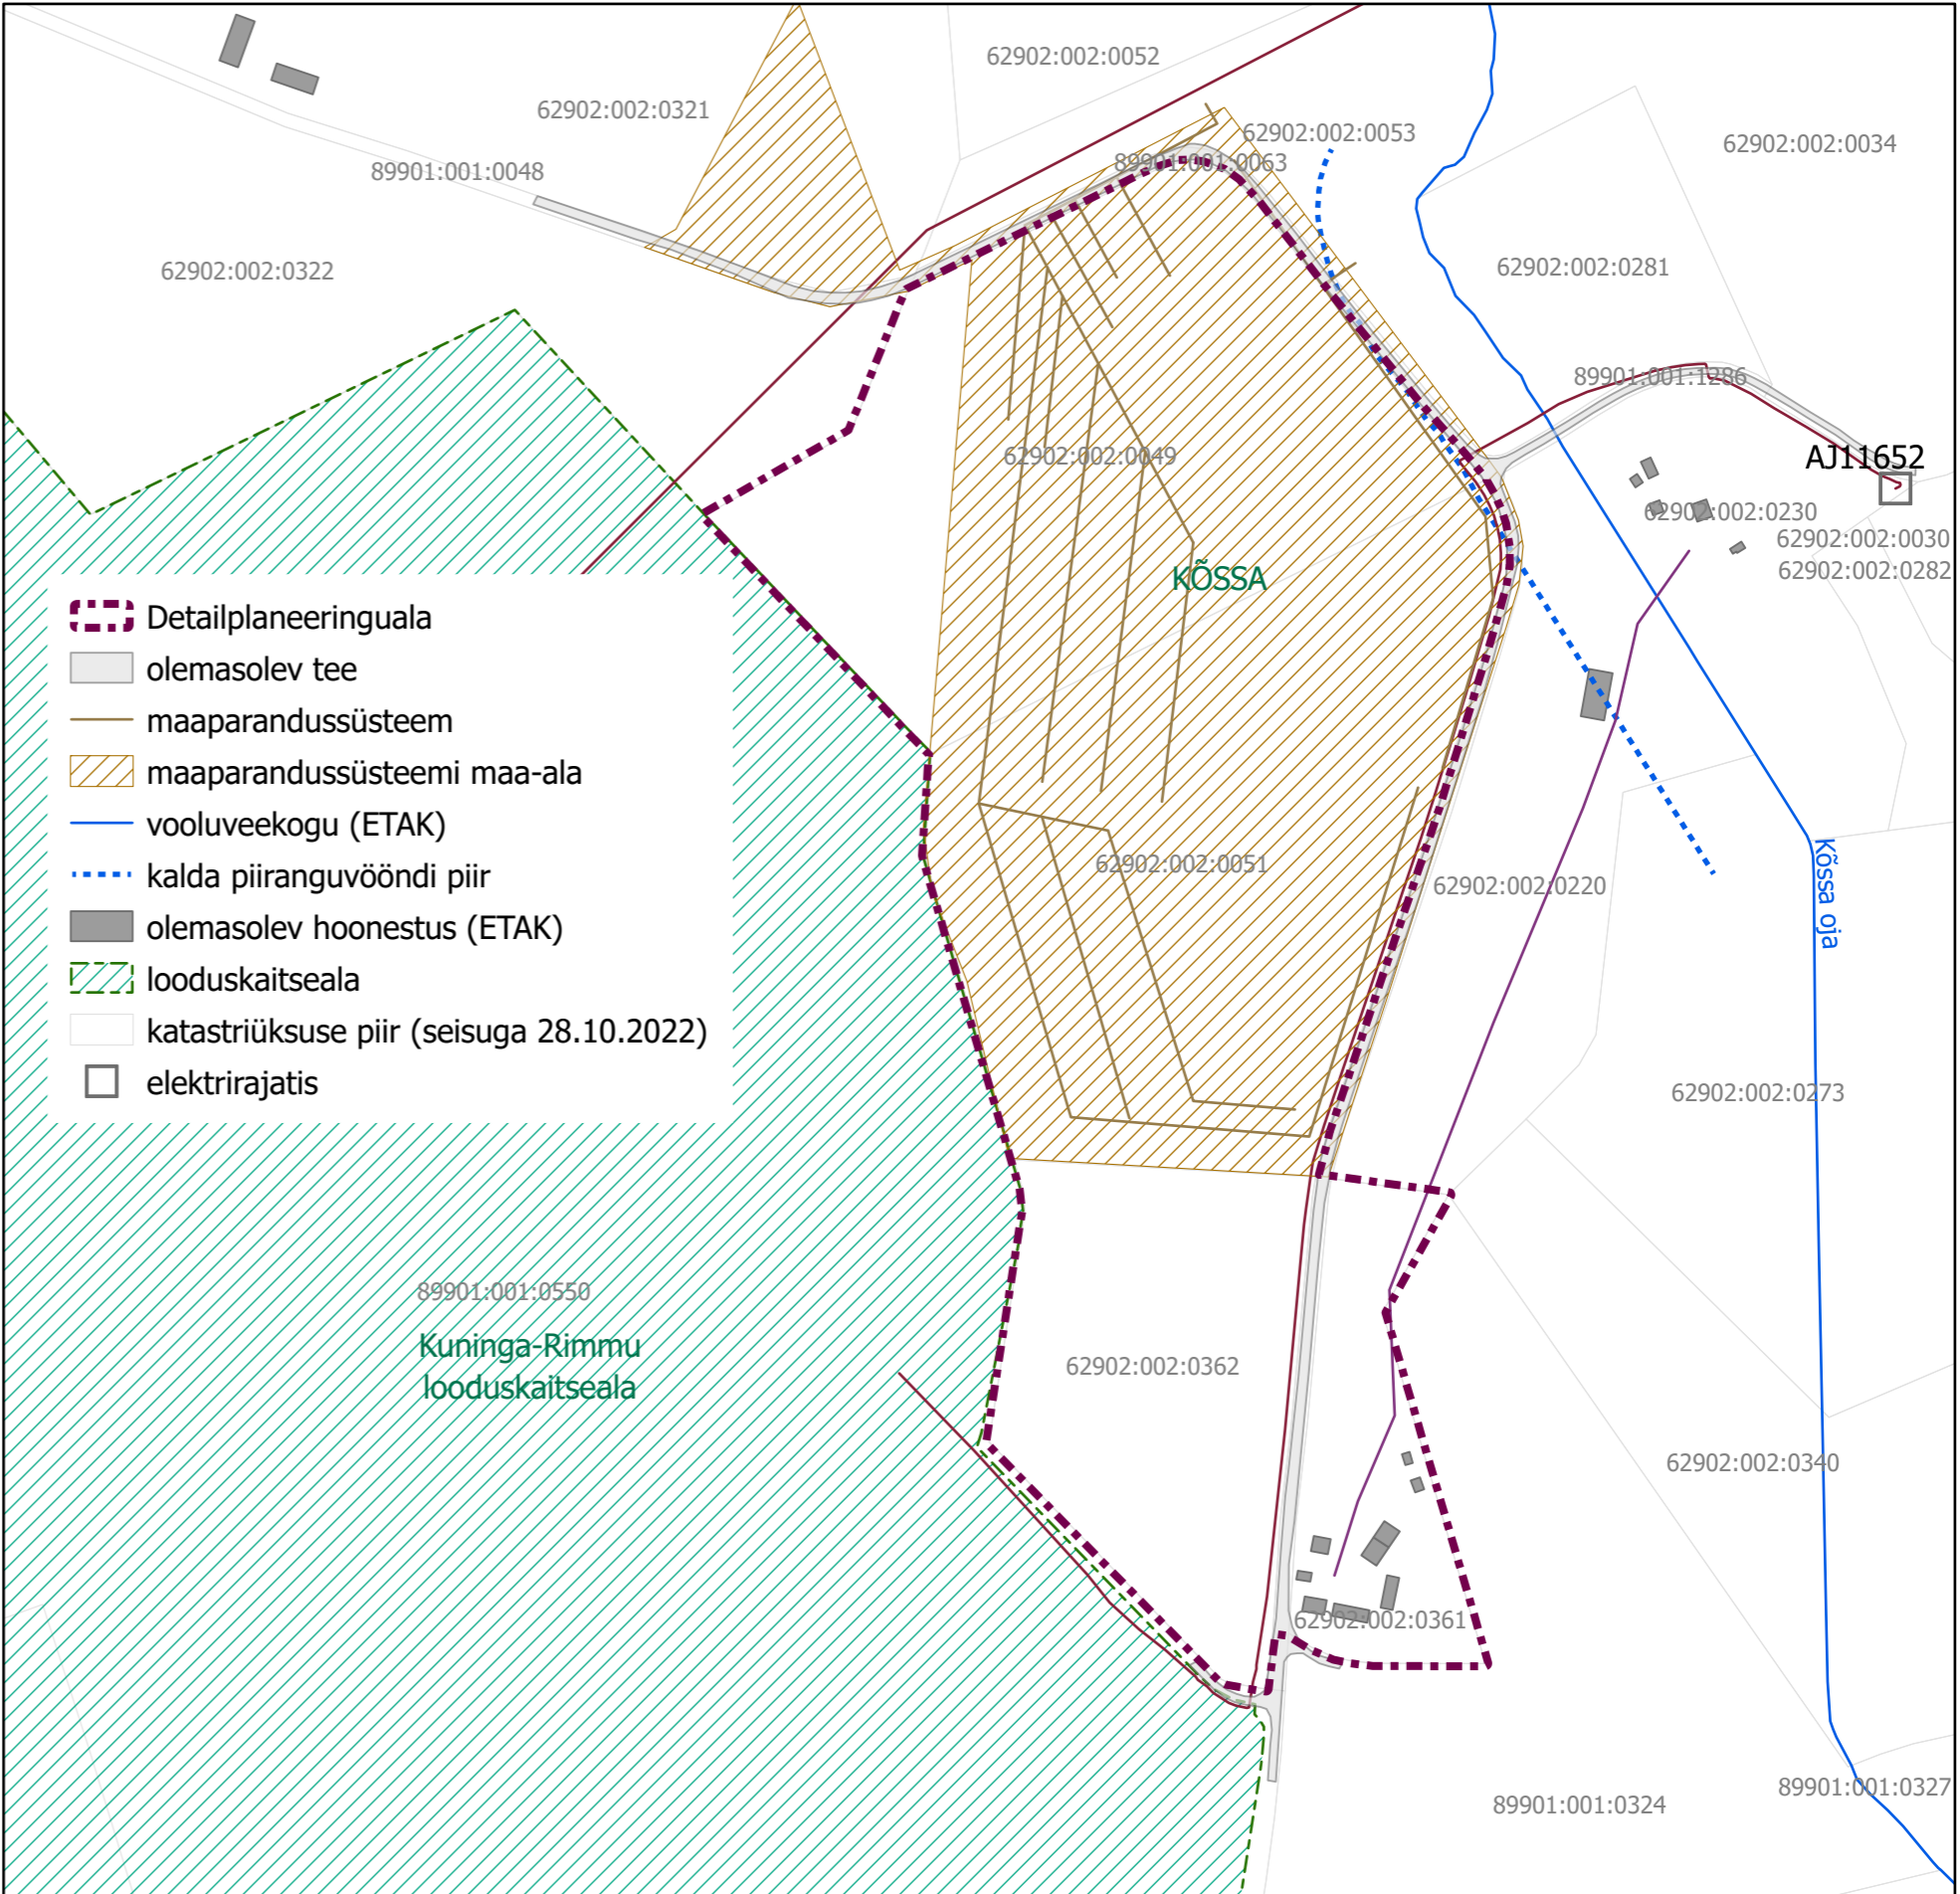 62902:002:0052
62902:002:0321
62902:002:0053
62902:002:0034
89901:001:0063
89901:001:0048
62902:002:0322
62902:002:0281
89901:001:1286
62902:002:0049
AJ11652
62902:002:0230
62902:002:0030
62902:002:0282
KÕSSA
Detailplaneeringuala
olemasolev tee
maaparandussüsteem
maaparandussüsteemi maa-ala
vooluveekogu (ETAK)
kalda piiranguvööndi piir
olemasolev hoonestus (ETAK)
looduskaitseala
katastriüksuse piir (seisuga 28.10.2022)
elektrirajatis
62902:002:0051
62902:002:0220
Kõssa oja
62902:002:0273
89901:001:0550
Kuninga-Rimmu
looduskaitseala
62902:002:0362
62902:002:0340
62902:002:0361
89901:001:0327
89901:001:0324